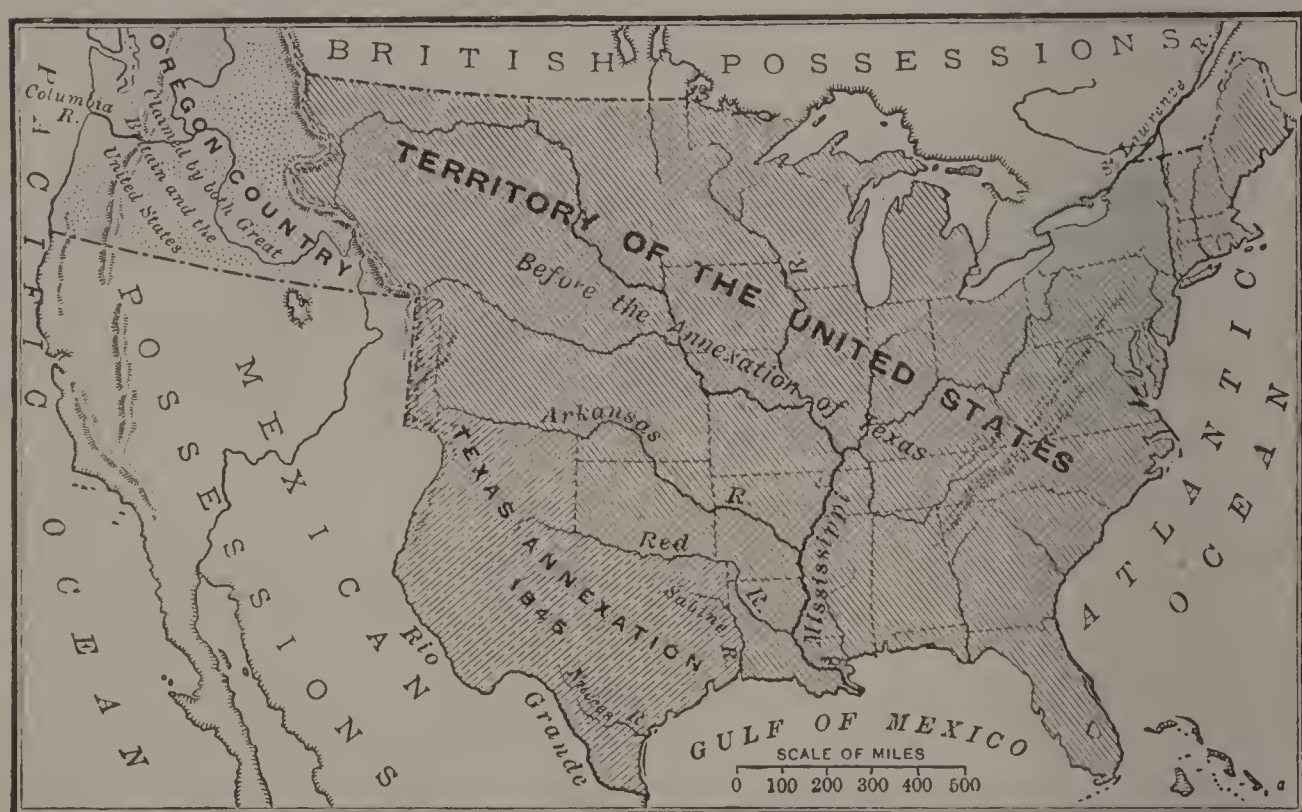 BRITISH POSSESSIONS
OREGON COUNTRY
Claimed by both Great
Britain and the
United States
Columbia
R.
PACIFIC OCEAN
St. Lawrence R.
TERRITORY OF THE UNITED STATES
Before the Annexation of Texas
R.
MEXICAN
POSSESSIONS
Arkansas R.
TEXAS ANNEXATION
1845
Red R.
Sabine R.
Mississippi
Nueces R.
Rio Grande
ATLANTIC
OCEAN
GULF OF MEXICO
SCALE OF MILES
0 100 200 300 400 500